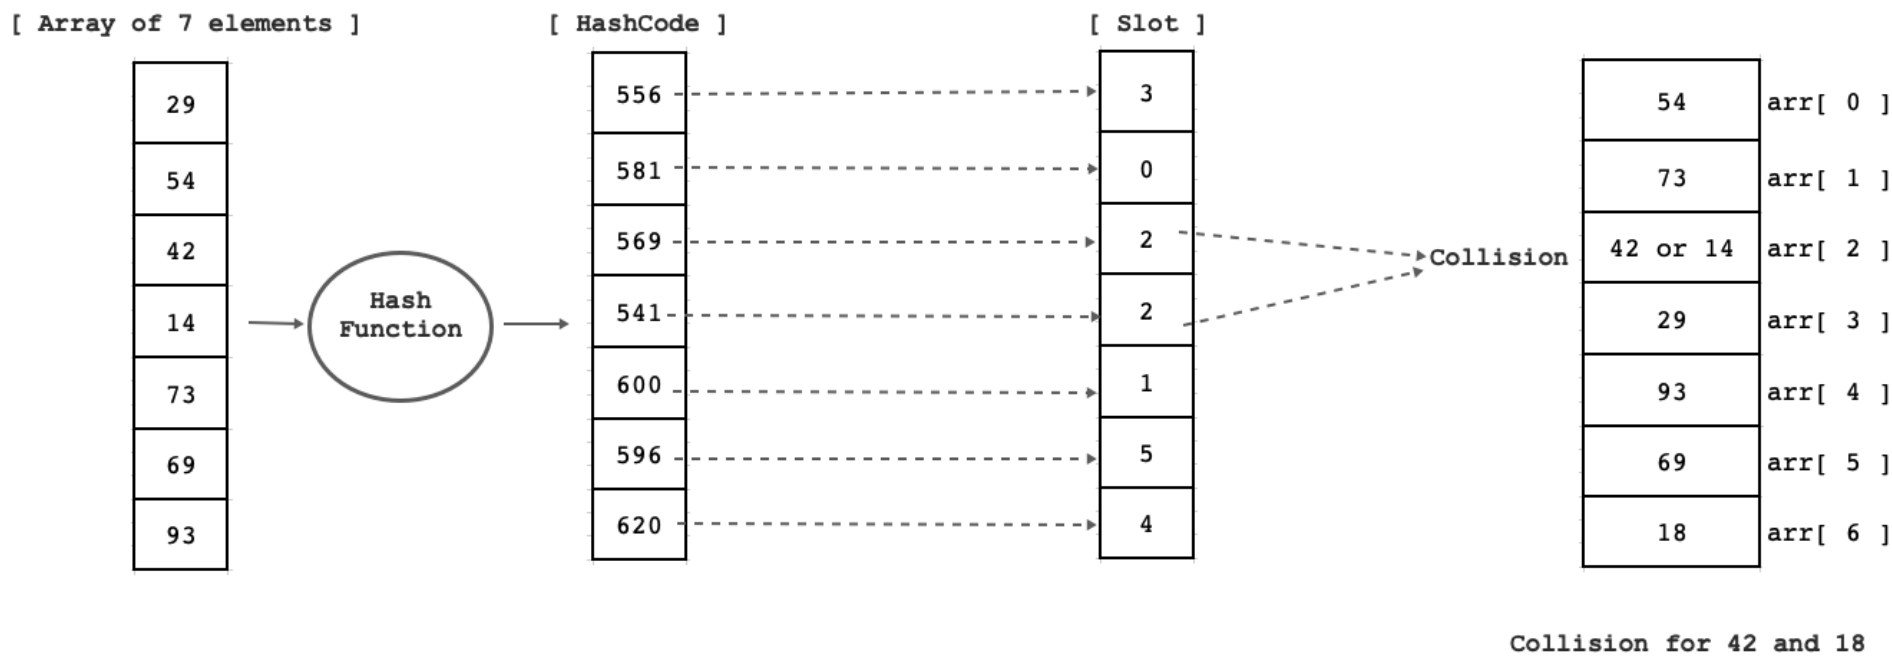 [ Array of 7 elements ]
[ HashCode ]
[ Slot ]
29
54
42
14
73
69
93
Hash
Function
556
581
569
541
600
596
620
3
0
2
2
1
5
4
Collision
54 arr[ 0 ]
73 arr[ 1 ]
42 or 14 arr[ 2 ]
29 arr[ 3 ]
93 arr[ 4 ]
69 arr[ 5 ]
18 arr[ 6 ]
Collision for 42 and 18